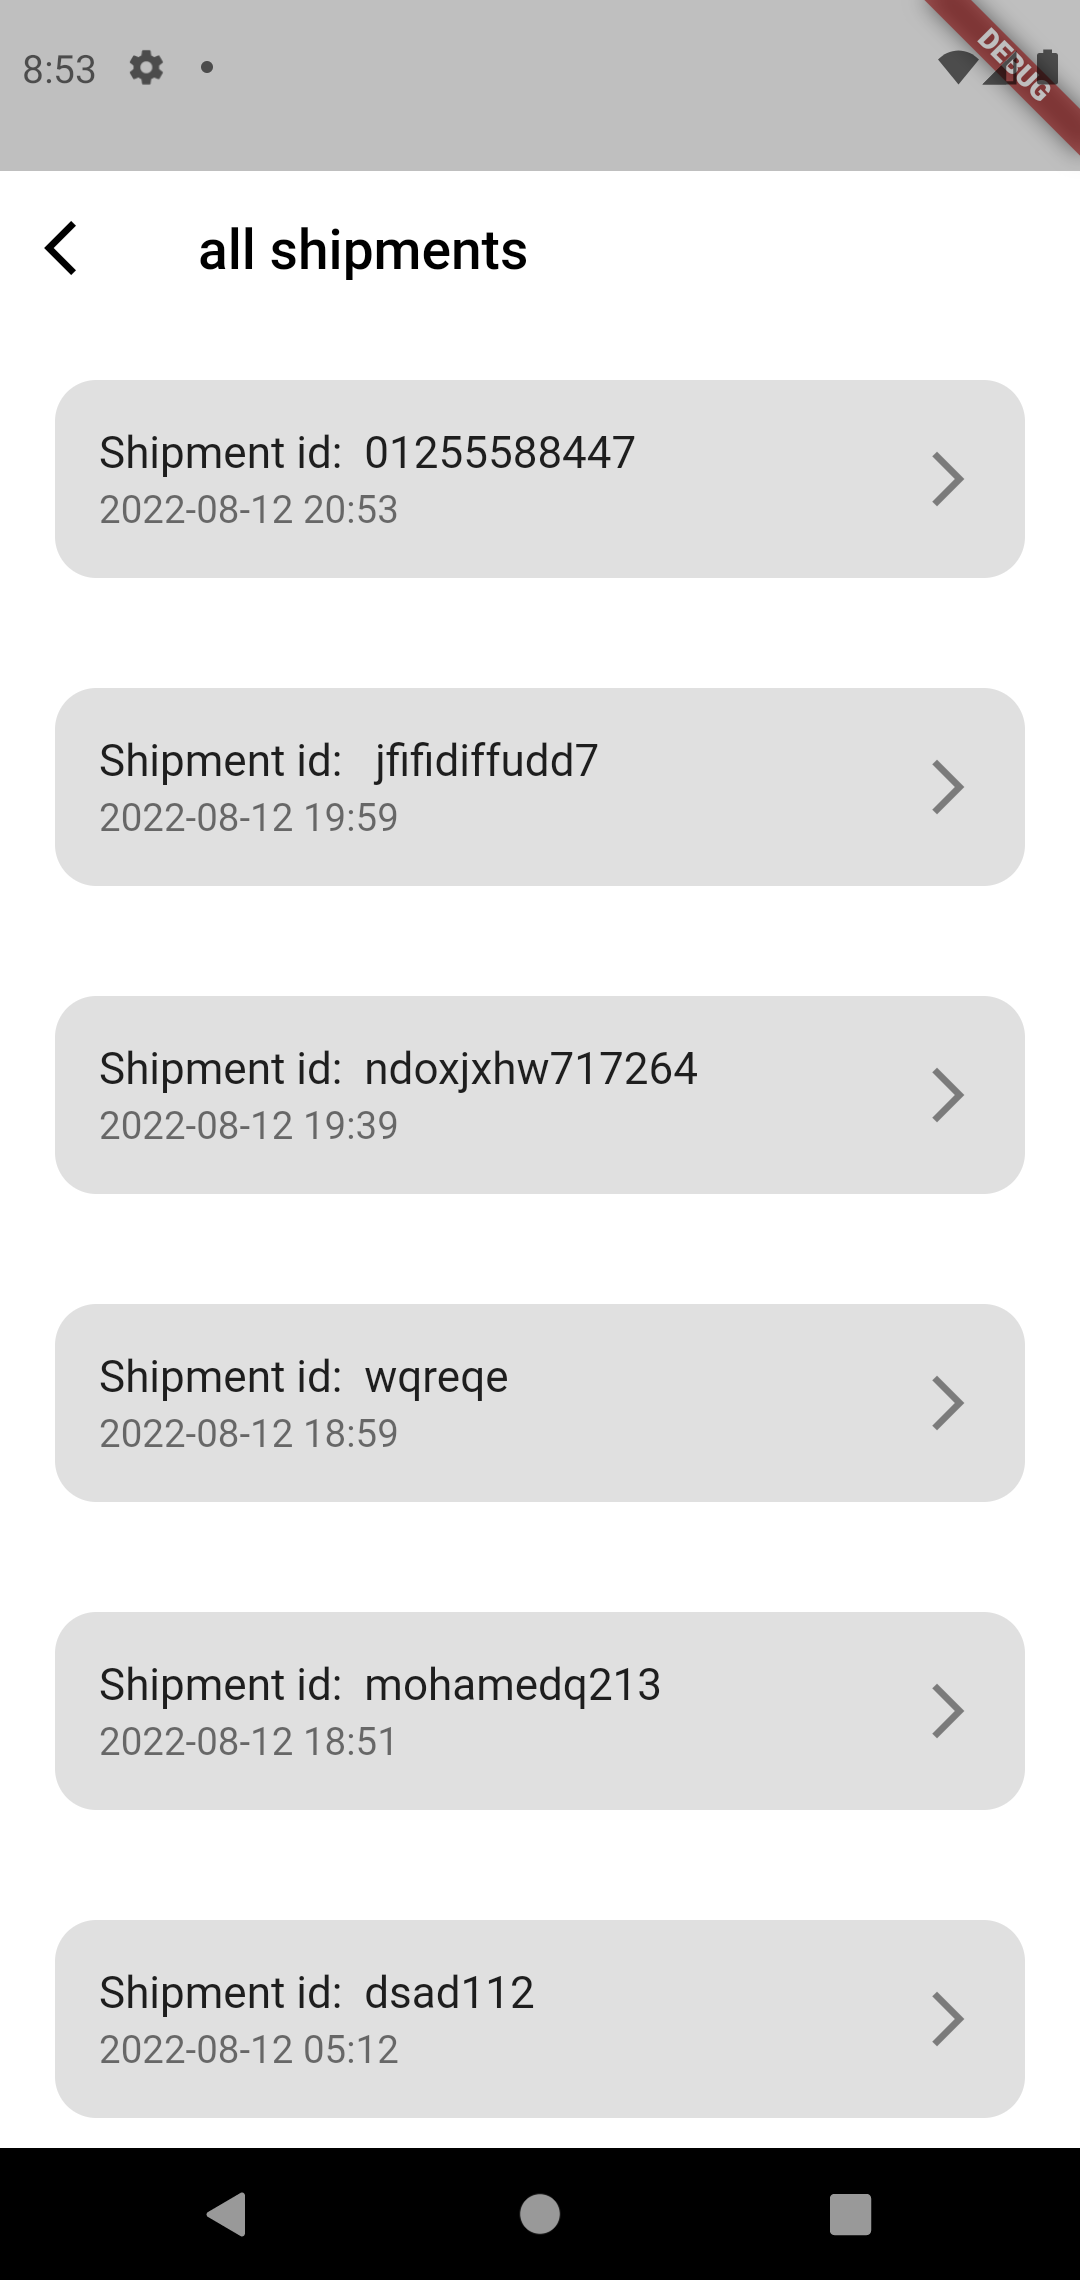 8:53
DEBUG
all shipments
Shipment id:  01255588447
2022-08-12 20:53
Shipment id:   jfifidiffudd7
2022-08-12 19:59
Shipment id:  ndoxjxhw717264
2022-08-12 19:39
Shipment id:  wqreqe
2022-08-12 18:59
Shipment id:  mohamedq213
2022-08-12 18:51
Shipment id:  dsad112
2022-08-12 05:12